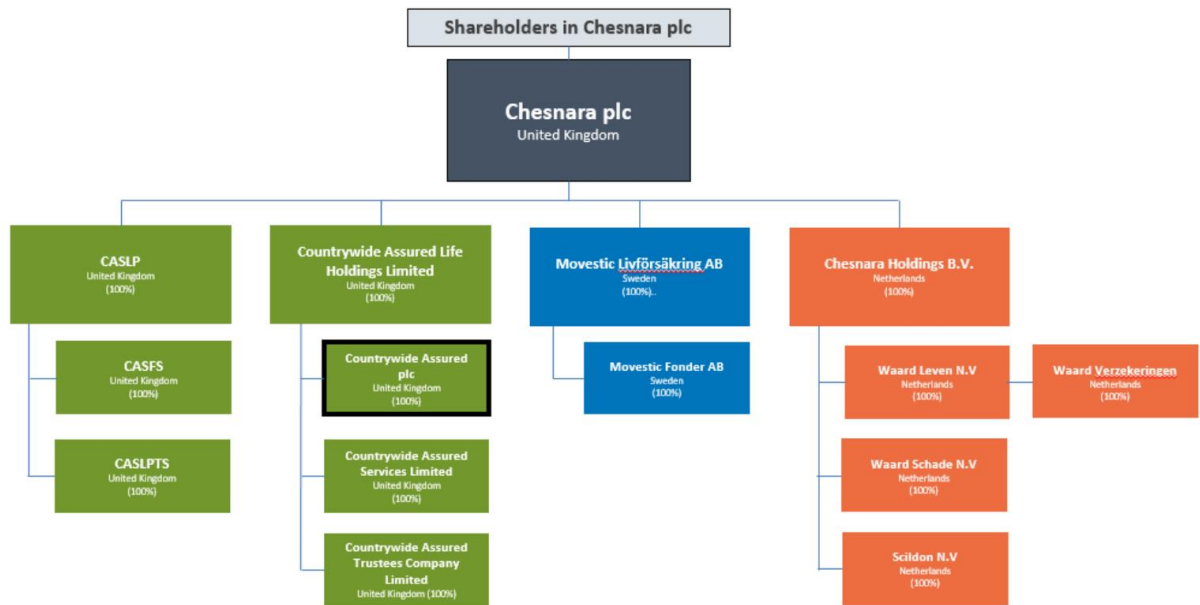 Shareholders in Chesnara plc
Chesnara plc
United Kingdom
CASLP
United Kingdom
(100%)
CASFS
United Kingdom
(100%)
CASLPTS
United Kingdom
(100%)
Countrywide Assured Life
Holdings Limited
United Kingdom
(100%)
Countrywide Assured
plc
United Kingdom
(100%)
Countrywide Assured
Services Limited
United Kingdom
(100%)
Countrywide Assured
Trustees Company
Limited
United Kingdom (100%)
Movestic Livförsäkring AB
Sweden
(100%)..
Movestic Fonder AB
Sweden
(100%)
Chesnara Holdings B.V.
Netherlands
(100%)
Waard Leven N.V
Netherlands
(100%)
Waard Verzekeringen
Netherlands
(100%)
Waard Schade N.V
Netherlands
(100%)
Scildon N.V
Netherlands
(100%)